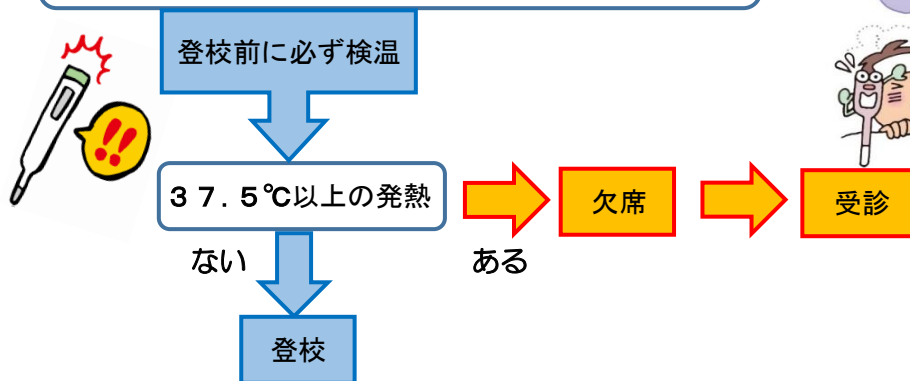 登校前に必ず検温
３７.５℃以上の発熱
欠席
受診
ない
ある
登校